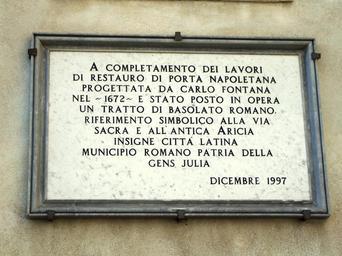 A COMPLETAMENTO DEI LAVORI
DI RESTAURO DI PORTA NAPOLETANA
PROGETTATA DA CARLO FONTANA
NEL ~1672~ E STATO POSTO IN OPERA
UN TRATTO DI BASOLATO ROMANO.
RIFERIMENTO SIMBOLICO ALLA VIA
SACRA E ALL'ANTICA ARICIA
INSIGNE CITTÀ LATINA
MUNICIPIO ROMANO PATRIA DELLA
GENS JULIA
DICEMBRE 1997